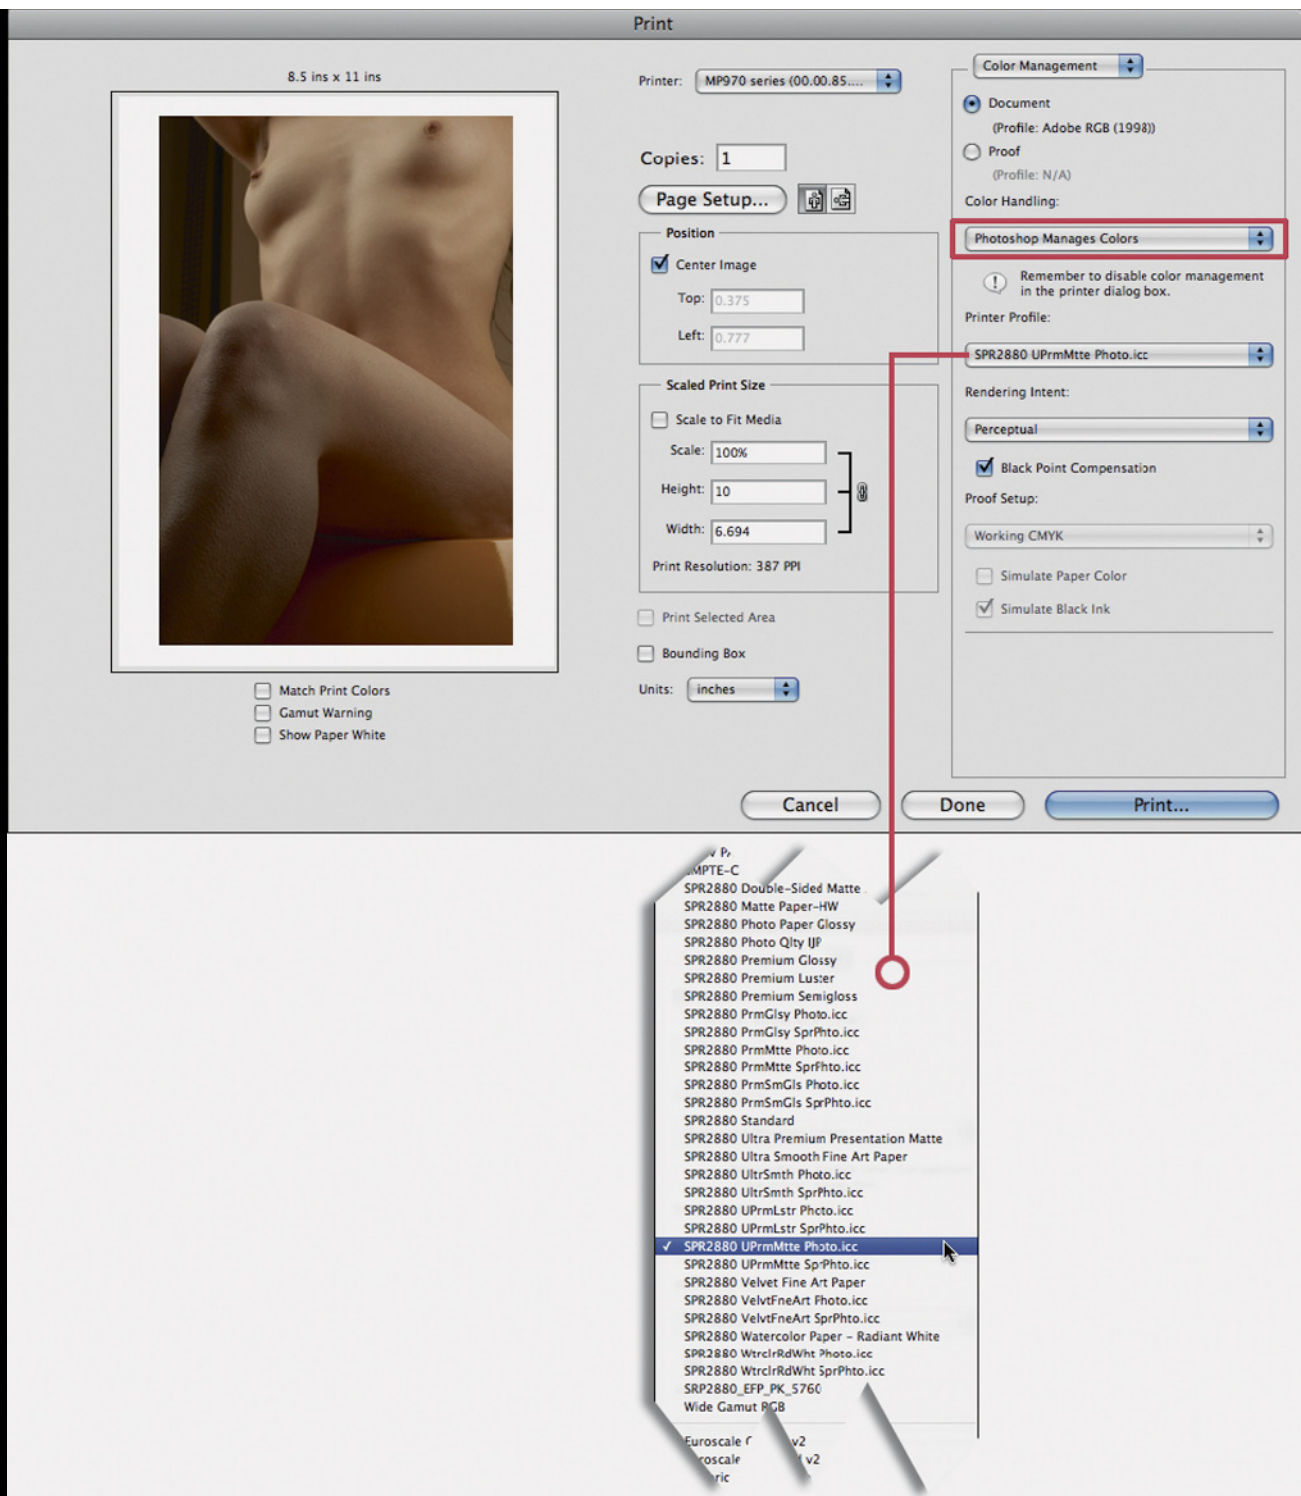 Print
8.5 ins x 11 ins
Match Print Colors
Gamut Warning
Show Paper White
Printer: MP970 series (00.00.85....
Copies: 1
Page Setup...
Position
Center Image
Top: 0.375
Left: 0.777
Scaled Print Size
Scale to Fit Media
Scale: 100%
Height: 10
Width: 6.694
Print Resolution: 387 PPI
Print Selected Area
Bounding Box
Units: inches
Color Management
Document
(Profile: Adobe RGB (1998))
Proof
(Profile: N/A)
Color Handling:
Photoshop Manages Colors
Remember to disable color management
in the printer dialog box.
Printer Profile:
SPR2880 UPrmMtte Photo.icc
Rendering Intent:
Perceptual
Black Point Compensation
Proof Setup:
Working CMYK
Simulate Paper Color
Simulate Black Ink
Cancel
Done
Print...
MPTE-C
SPR2880 Double-Sided Matte
SPR2880 Matte Paper-HW
SPR2880 Photo Paper Glossy
SPR2880 Photo Qlty IJP
SPR2880 Premium Glossy
SPR2880 Premium Luster
SPR2880 Premium Semigloss
SPR2880 PrmGlsy Photo.icc
SPR2880 PrmGlsy SprPhto.icc
SPR2880 PrmMtte Photo.icc
SPR2880 PrmMtte SprPhto.icc
SPR2880 PrmSmGls Photo.icc
SPR2880 PrmSmGls SprPhto.icc
SPR2880 Standard
SPR2880 Ultra Premium Presentation Matte
SPR2880 Ultra Smooth Fine Art Paper
SPR2880 UltrSmth Photo.icc
SPR2880 UltrSmth SprPhto.icc
SPR2880 UPrmLstr Photo.icc
SPR2880 UPrmLstr SprPhto.icc
✓ SPR2880 UPrmMtte Photo.icc
SPR2880 UPrmMtte SprPhto.icc
SPR2880 Velvet Fine Art Paper
SPR2880 VelvtFneArt Photo.icc
SPR2880 VelvtFneArt SprPhto.icc
SPR2880 Watercolor Paper - Radiant White
SPR2880 WtrclrRdWht Photo.icc
SPR2880 WtrclrRdWht SprPhto.icc
SRP2880_EFP_PK_5760
Wide Gamut RGB
Euroscale v2
v2